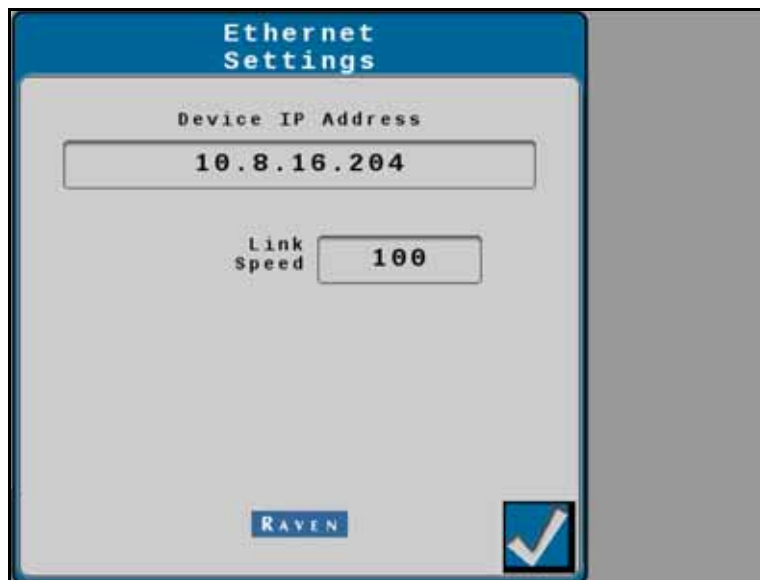 Ethernet
Settings
Device IP Address
10.8.16.204
Link
Speed
100
RAVEN